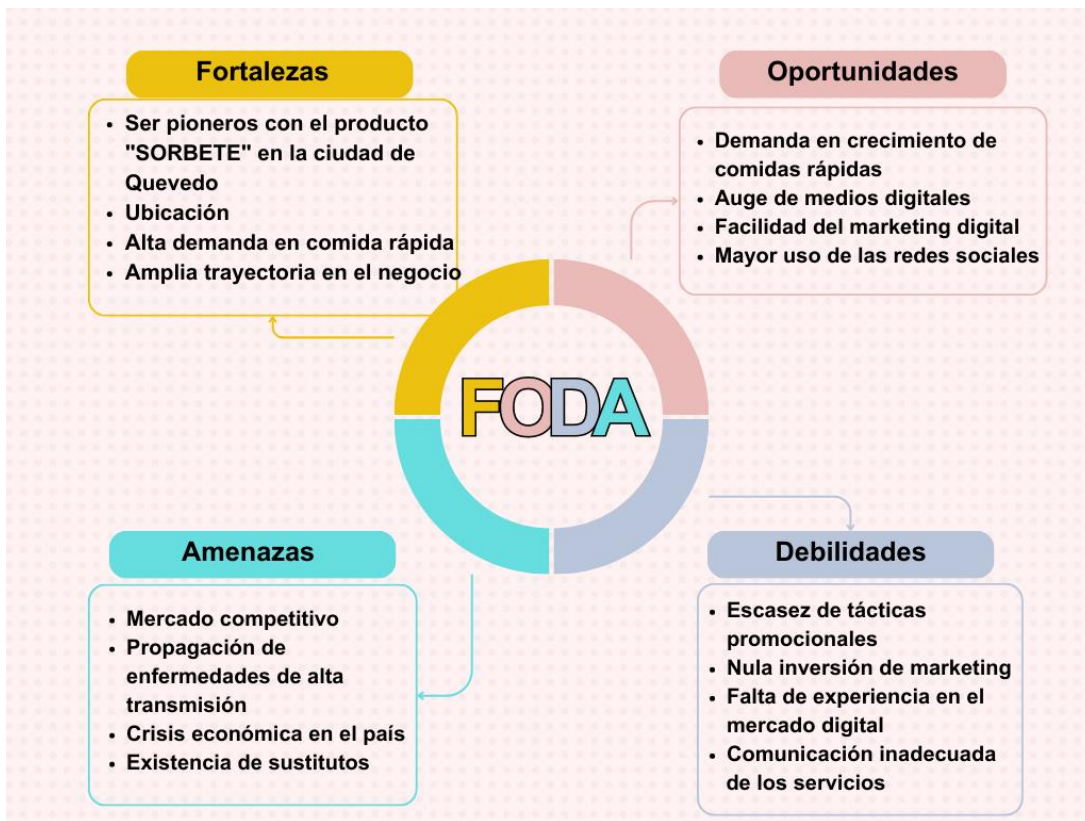 Fortalezas
• Ser pioneros con el producto
"SORBETE" en la ciudad de
Quevedo
• Ubicación
• Alta demanda en comida rápida
• Amplia trayectoria en el negocio
Oportunidades
• Demanda en crecimiento de
comidas rápidas
• Auge de medios digitales
• Facilidad del marketing digital
• Mayor uso de las redes sociales
FODA
Amenazas
• Mercado competitivo
• Propagación de
enfermedades de alta
transmisión
• Crisis económica en el país
• Existencia de sustitutos
Debilidades
• Escasez de tácticas
promocionales
• Nula inversión de marketing
• Falta de experiencia en el
mercado digital
• Comunicación inadecuada
de los servicios